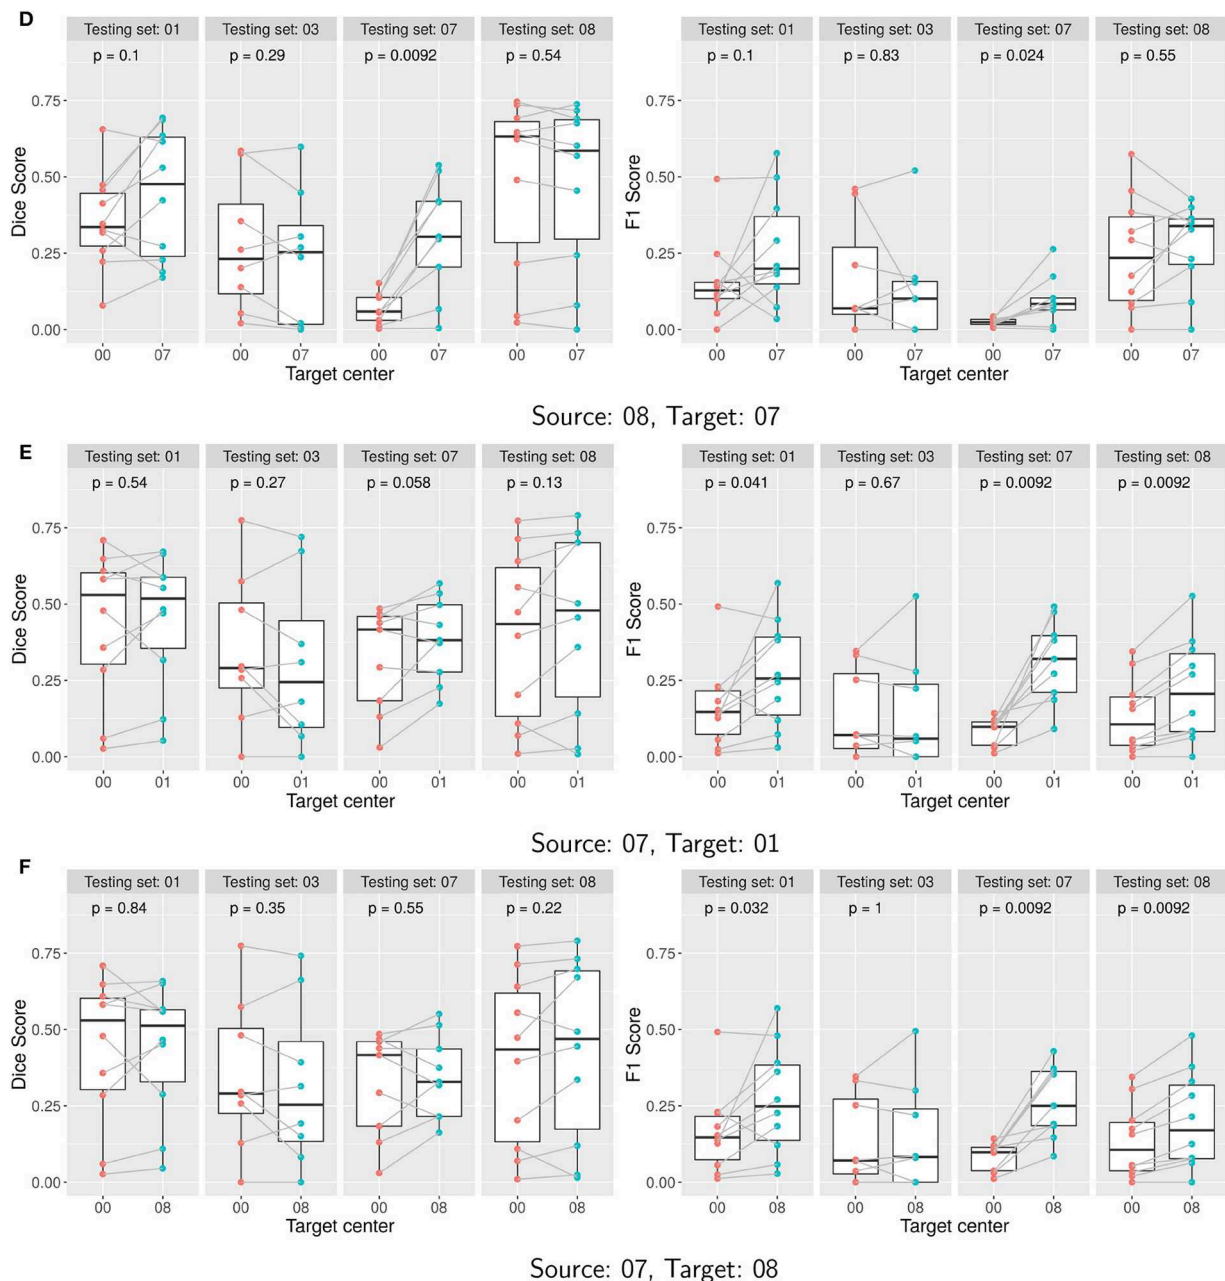 D
Testing set: 01 Testing set: 03 Testing set: 07 Testing set: 08 Testing set: 01 Testing set: 03 Testing set: 07 Testing set: 08
p = 0.1 p = 0.29 p = 0.0092 p = 0.54 p = 0.1 p = 0.83 p = 0.024 p = 0.55
Dice Score
F1 Score
0.75 0.75
0.50 0.50
0.25 0.25
0.00 0.00
00 07 00 07 00 07 00 07 00 07 00 07 00 07 00 07
Target center Target center
Source: 08, Target: 07
E
Testing set: 01 Testing set: 03 Testing set: 07 Testing set: 08 Testing set: 01 Testing set: 03 Testing set: 07 Testing set: 08
p = 0.54 p = 0.27 p = 0.058 p = 0.13 p = 0.041 p = 0.67 p = 0.0092 p = 0.0092
Dice Score
F1 Score
0.75 0.75
0.50 0.50
0.25 0.25
0.00 0.00
00 01 00 01 00 01 00 01 00 01 00 01 00 01 00 01
Target center Target center
Source: 07, Target: 01
F
Testing set: 01 Testing set: 03 Testing set: 07 Testing set: 08 Testing set: 01 Testing set: 03 Testing set: 07 Testing set: 08
p = 0.84 p = 0.35 p = 0.55 p = 0.22 p = 0.032 p = 1 p = 0.0092 p = 0.0092
Dice Score
F1 Score
0.75 0.75
0.50 0.50
0.25 0.25
0.00 0.00
00 08 00 08 00 08 00 08 00 08 00 08 00 08 00 08
Target center Target center
Source: 07, Target: 08